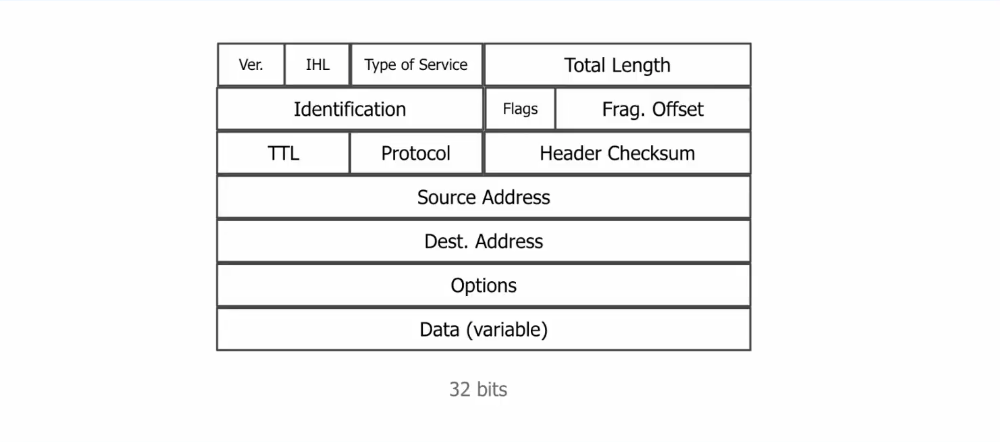 Ver. IHL Type of Service Total Length
Identification Flags Frag. Offset
TTL Protocol Header Checksum
Source Address
Dest. Address
Options
Data (variable)
32 bits